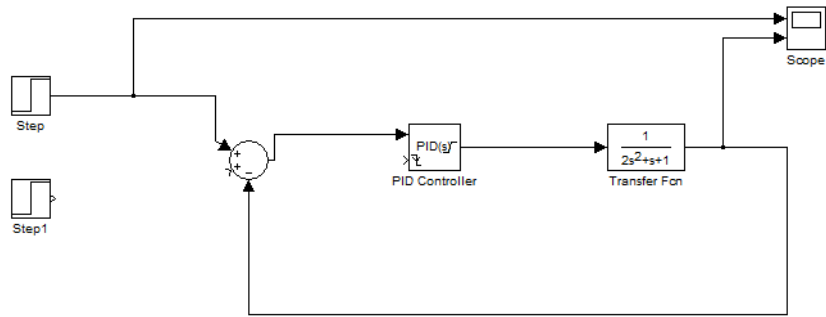 Scope
Step
+
+
−
PID(s)
PID Controller
1
2s²+s+1
Transfer Fcn
Step1